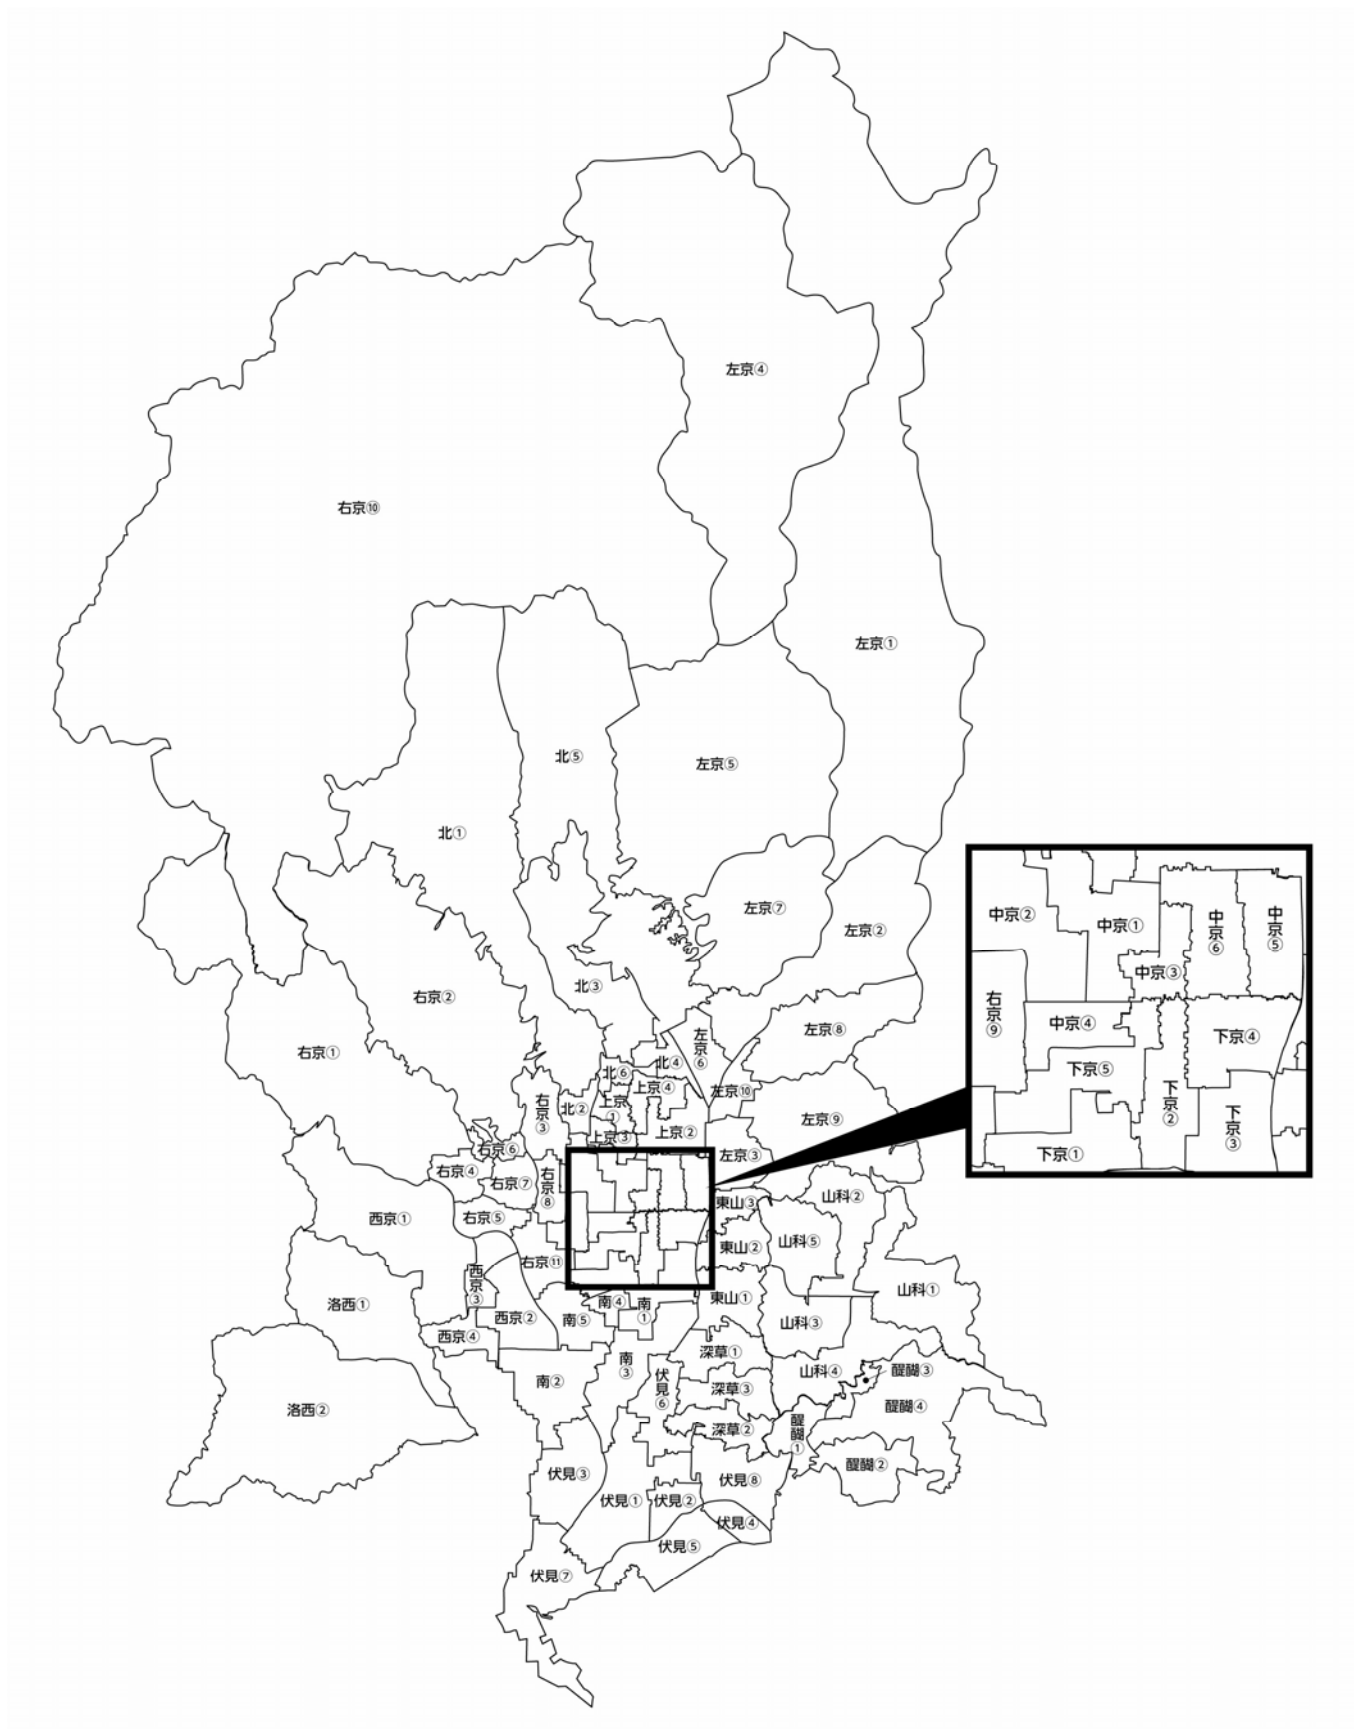 左京④
右京⑩
左京①
北⑤
左京⑤
北①
左京⑦
左京②
北③
右京②
左京⑧
右京①
左京⑥
北④
北⑥
上京④
左京⑩
右京③
北②
上京①
左京⑨
上京③
上京②
右京⑥
左京③
右京④
右京⑦
右京⑧
山科②
東山③
西京①
右京⑤
東山②
山科⑤
右京⑪
西京③
山科①
洛西①
南④
南①
東山①
西京②
南⑤
山科③
西京④
深草①
南③
山科④
醍醐③
南②
伏見⑥
深草③
醍醐④
洛西②
深草②
醍醐①
醍醐②
伏見③
伏見⑧
伏見①
伏見②
伏見④
伏見⑤
伏見⑦
中京②
中京①
中京⑥
中京⑤
中京③
右京⑨
中京④
下京④
下京⑤
下京②
下京③
下京①